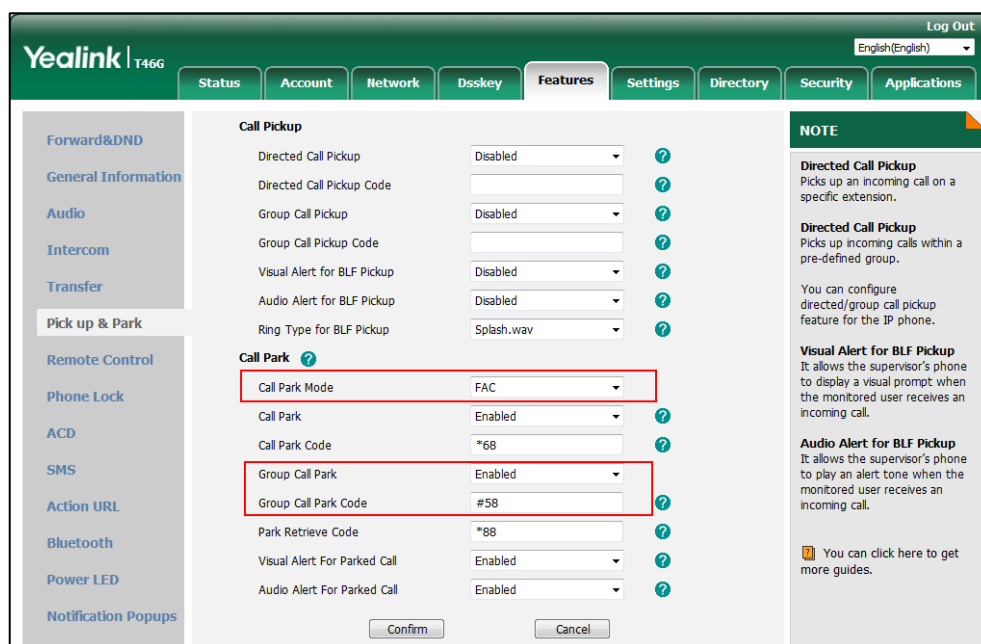 Log Out
Yealink | T46G
English(English)
Status Account Network Dsskey Features Settings Directory Security Applications
Forward&DND
General Information
Audio
Intercom
Transfer
Pick up & Park
Remote Control
Phone Lock
ACD
SMS
Action URL
Bluetooth
Power LED
Notification Popups
Call Pickup
Directed Call Pickup Disabled
Directed Call Pickup Code
Group Call Pickup Disabled
Group Call Pickup Code
Visual Alert for BLF Pickup Disabled
Audio Alert for BLF Pickup Disabled
Ring Type for BLF Pickup Splash.wav
Call Park
Call Park Mode FAC
Call Park Enabled
Call Park Code *68
Group Call Park Enabled
Group Call Park Code #58
Park Retrieve Code *88
Visual Alert For Parked Call Enabled
Audio Alert For Parked Call Enabled
Confirm Cancel
NOTE
Directed Call Pickup
Picks up an incoming call on a
specific extension.
Directed Call Pickup
Picks up incoming calls within a
pre-defined group.
You can configure
directed/group call pickup
feature for the IP phone.
Visual Alert for BLF Pickup
It allows the supervisor's phone
to display a visual prompt when
the monitored user receives an
incoming call.
Audio Alert for BLF Pickup
It allows the supervisor's phone
to play an alert tone when the
monitored user receives an
incoming call.
You can click here to get
more guides.